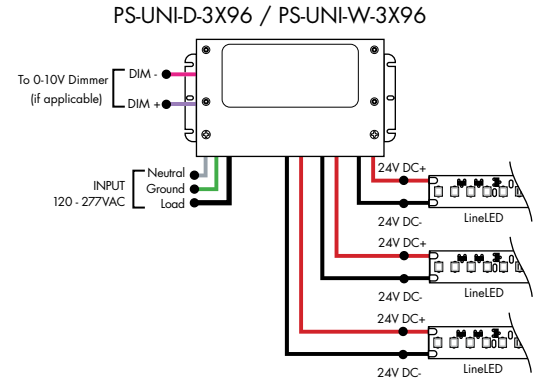 PS-UNI-D-3X96 / PS-UNI-W-3X96
To 0-10V Dimmer
(if applicable)
DIM -
DIM +
INPUT
120 - 277VAC
Neutral
Ground
Load
24V DC+
24V DC-
LineLED
24V DC+
24V DC-
LineLED
24V DC+
24V DC-
LineLED